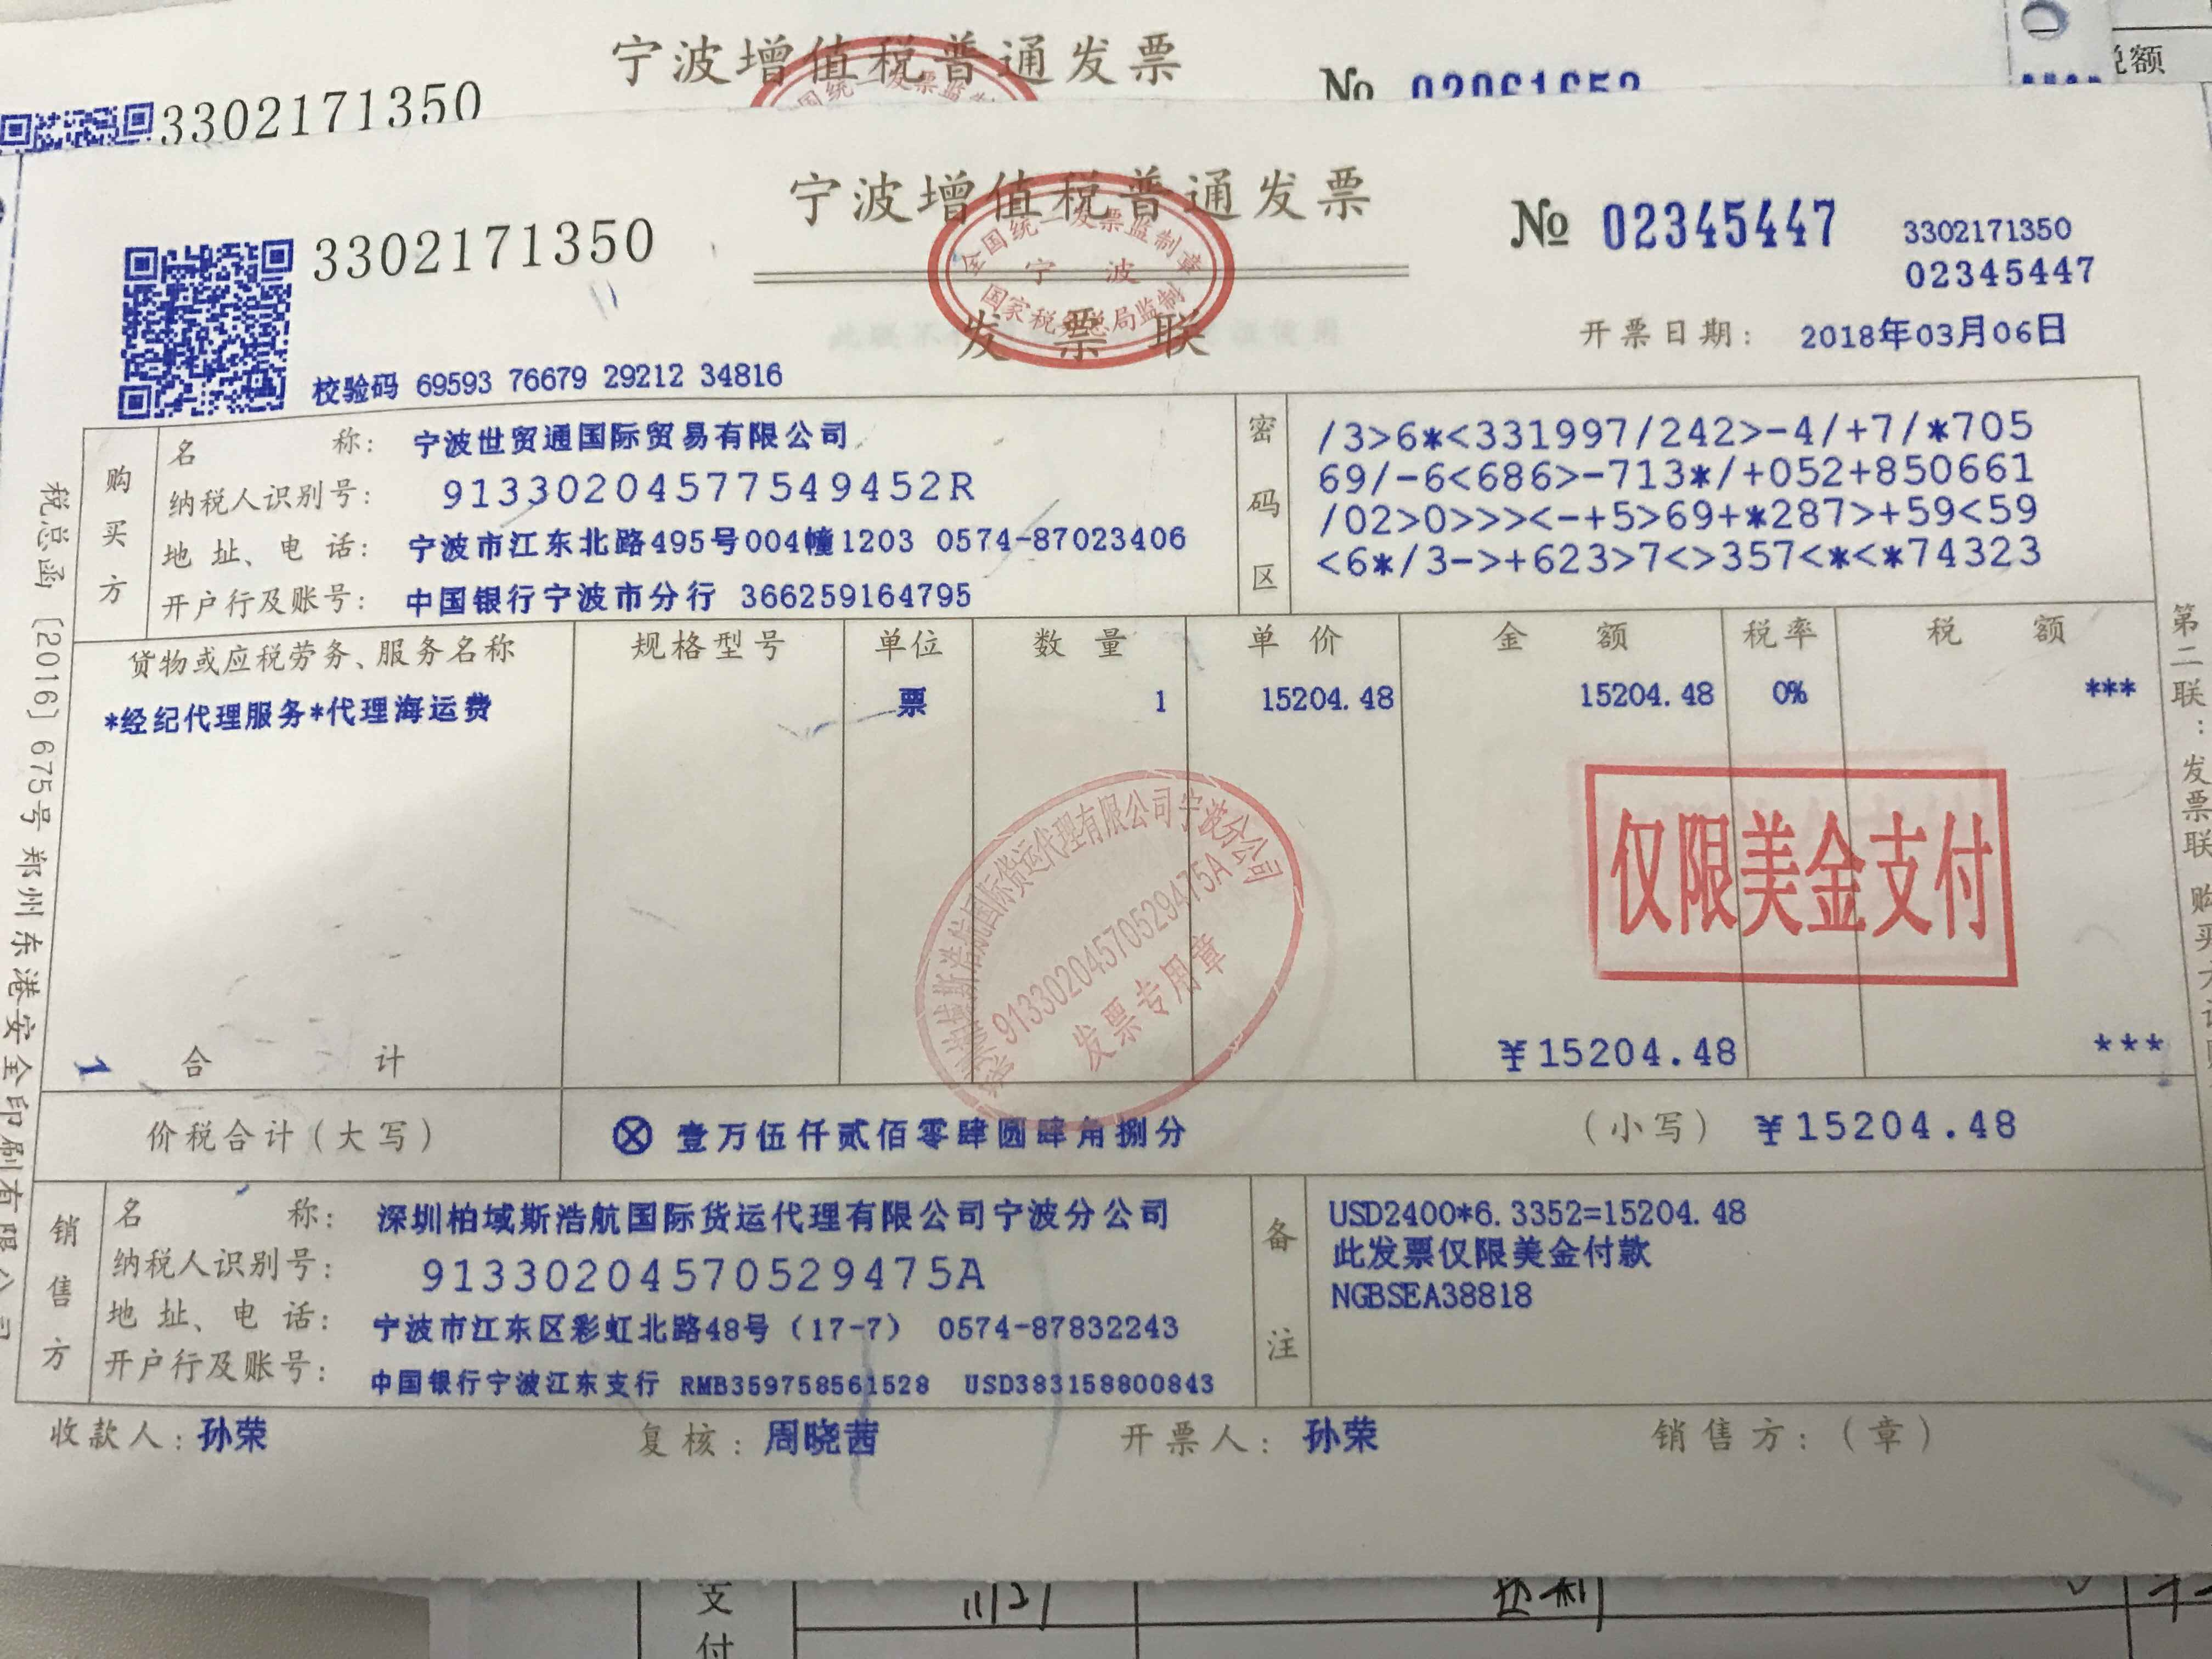 宁波增值税普通发票
3302171350
No
税额
宁波增值税普通发票
全国统一发票监制章
宁波
国家税务总局监制
发票联
3302171350
No 02345447
3302171350
02345447
开票日期: 2018年03月06日
校验码 69593 76679 29212 34816
购买方
名称: 宁波世贸通国际贸易有限公司
纳税人识别号: 91330204577549452R
地址、电话: 宁波市江东北路495号004幢1203 0574-87023406
开户行及账号: 中国银行宁波市分行 366259164795
密码区
/3>6*<331997/242>-4/+7/*705
69/-6<686>-713*/+052+850661
/02>0>>><-+5>69+*287>+59<59
<6*/3->+623>7<>357<*<*74323
货物或应税劳务、服务名称 规格型号 单位 数量 单价 金额 税率 税额
*经纪代理服务*代理海运费 票 1 15204.48 15204.48 0% ***
仅限美金支付
深圳柏域斯浩航国际货运代理有限公司宁波分公司
91330204570529475A
发票专用章
1
合计 ¥15204.48 ***
价税合计(大写) ⊗ 壹万伍仟贰佰零肆圆肆角捌分 (小写) ¥15204.48
销售方
名称: 深圳柏域斯浩航国际货运代理有限公司宁波分公司
纳税人识别号: 91330204570529475A
地址、电话: 宁波市江东区彩虹北路48号(17-7) 0574-87832243
开户行及账号: 中国银行宁波江东支行 RMB359758561528 USD383158800843
备注
USD2400*6.3352=15204.48
此发票仅限美金付款
NGBSEA38818
收款人: 孙荣 复核: 周晓茜 开票人: 孙荣 销售方:(章)
税总函[2016]675号郑州东港安全印刷有限公司
第二联:发票联 购买方
支付